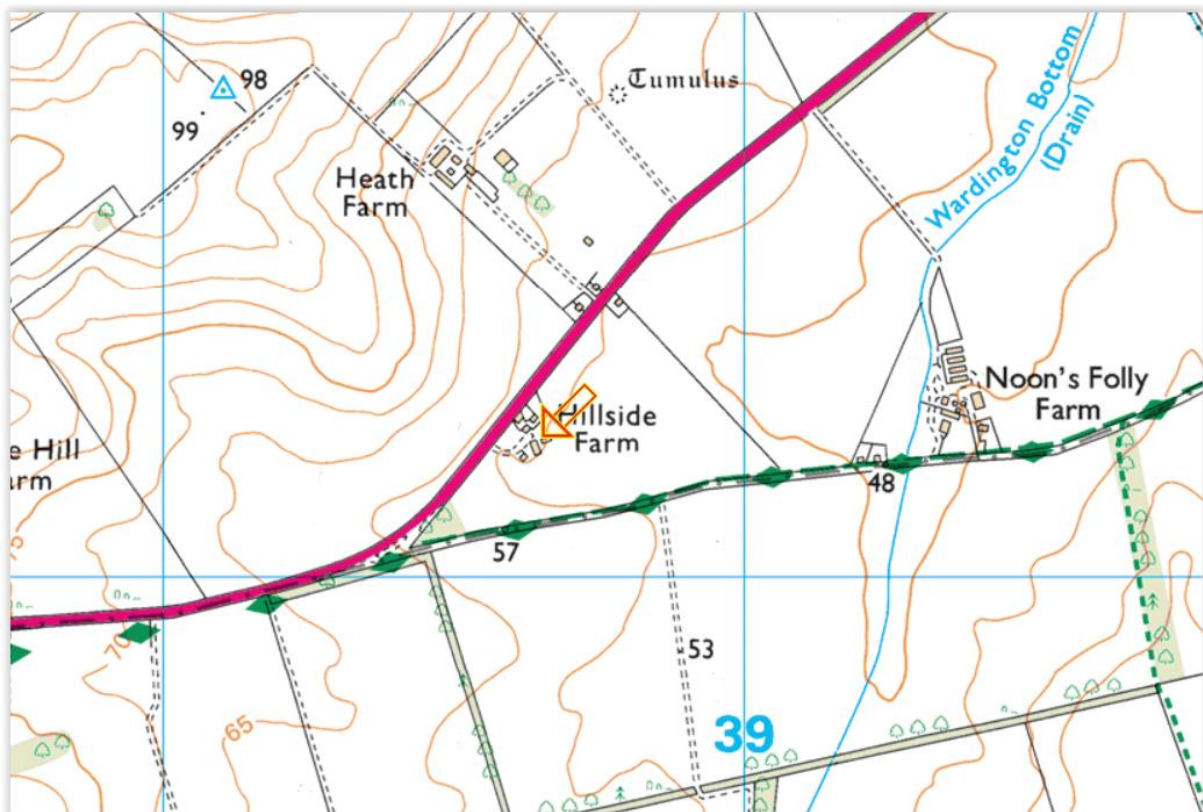 98
99
Tumulus
Heath
Farm
Wardington Bottom
(Drain)
Hillside
Farm
Noon's Folly
Farm
e Hill
arm
48
57
75
70
65
53
39